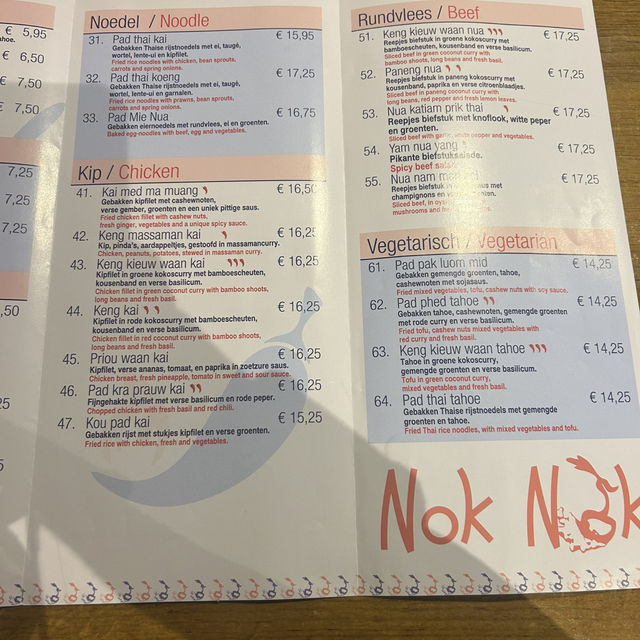 € 5,95
€ 6,50
€ 7,50
€ 7,50
7,25
7,25
7,25
,50
Noedel / Noodle
31. Pad thai kai € 15,95
Gebakken Thaise rijstnoedels met ei, taugé,
wortel, lente-ui en kipfilet.
Fried rice noodles with chicken, bean sprouts,
carrots and spring onions.
32. Pad thai koeng € 17,25
Gebakken Thaise rijstnoedels met ei, taugé,
wortel, lente-ui en garnalen.
Fried rice noodles with prawns, bean sprouts,
carrots and spring onions.
33. Pad Mie Nua € 16,75
Gebakken eiernoedels met rundvlees, ei en groenten.
Baked egg-noodles with beef, egg and vegetables.
Kip / Chicken
41. Kai med ma muang € 16,50
Gebakken kipfilet met cashewnoten,
verse gember, groenten en een uniek pittige saus.
Fried chicken fillet with cashew nuts,
fresh ginger, vegetables and a unique spicy sauce.
42. Keng massaman kai € 16,25
Kip, pinda's, aardappeltjes, gestoofd in massamancurry.
Chicken, peanuts, potatoes, stewed in massaman curry.
43. Keng kieuw waan kai € 16,25
Kipfilet in groene kokoscurry met bamboescheuten,
kousenband en verse basilicum.
Chicken fillet in green coconut curry with bamboo shoots,
long beans and fresh basil.
44. Keng kai € 16,25
Kipfilet in rode kokoscurry met bamboescheuten,
kousenband en verse basilicum.
Chicken fillet in red coconut curry with bamboo shoots,
long beans and fresh basil.
45. Priou waan kai € 16,25
Kipfilet, verse ananas, tomaat, en paprika in zoetzure saus.
Chicken breast, fresh pineapple, tomato in sweet and sour sauce.
46. Pad kra prauw kai € 16,25
Fijngehakte kipfilet met verse basilicum en rode peper.
Chopped chicken with fresh basil and red chili.
47. Kou pad kai € 15,25
Gebakken rijst met stukjes kipfilet en verse groenten.
Fried rice with chicken, fresh and vegetables.
Rundvlees / Beef
51. Keng kieuw waan nua € 17,25
Reepjes biefstuk in groene kokoscurry met
bamboescheuten, kousenband en verse basilicum.
Sliced beef in green coconut curry with
bamboo shoots, long beans and fresh basil.
52. Paneng nua € 17,25
Reepjes biefstuk in paneng kokoscurry met
kousenband, paprika en verse citroenblaadjes.
Sliced beef in paneng coconut curry with
long beans, red pepper and fresh lemon leaves.
53. Nua katiam prik thai € 17,25
Reepjes biefstuk met knoflook, witte peper
en groenten.
Sliced beef with garlic, white pepper and vegetables.
54. Yam nua yang € 17,25
Pikante biefstuksalade.
Spicy beef salad.
55. Nua nam € 17,25
Reepjes biefstuk met
champignons en
Sliced beef, in
mushrooms and
Vegetarisch / Vegetarian
61. Pad pak luom mid € 14,25
Gebakken gemengde groenten, tahoe,
cashewnoten met sojasaus.
Fried mixed vegetables, tofu, cashew nuts with soy sauce.
62. Pad phed tahoe € 14,25
Gebakken tahoe, cashewnoten, gemengde groenten
met rode curry en verse basilicum.
Fried tofu, cashew nuts mixed vegetables with
red curry and fresh basil.
63. Keng kieuw waan tahoe € 14,25
Tahoe in groene kokoscurry,
gemengde groenten en verse basilicum.
Tofu in green coconut curry,
mixed vegetables and fresh basil.
64. Pad thai tahoe € 14,25
Gebakken Thaise rijstnoedels met gemengde
groenten en tahoe.
Fried Thai rice noodles, with mixed vegetables and tofu.
Nok Nok